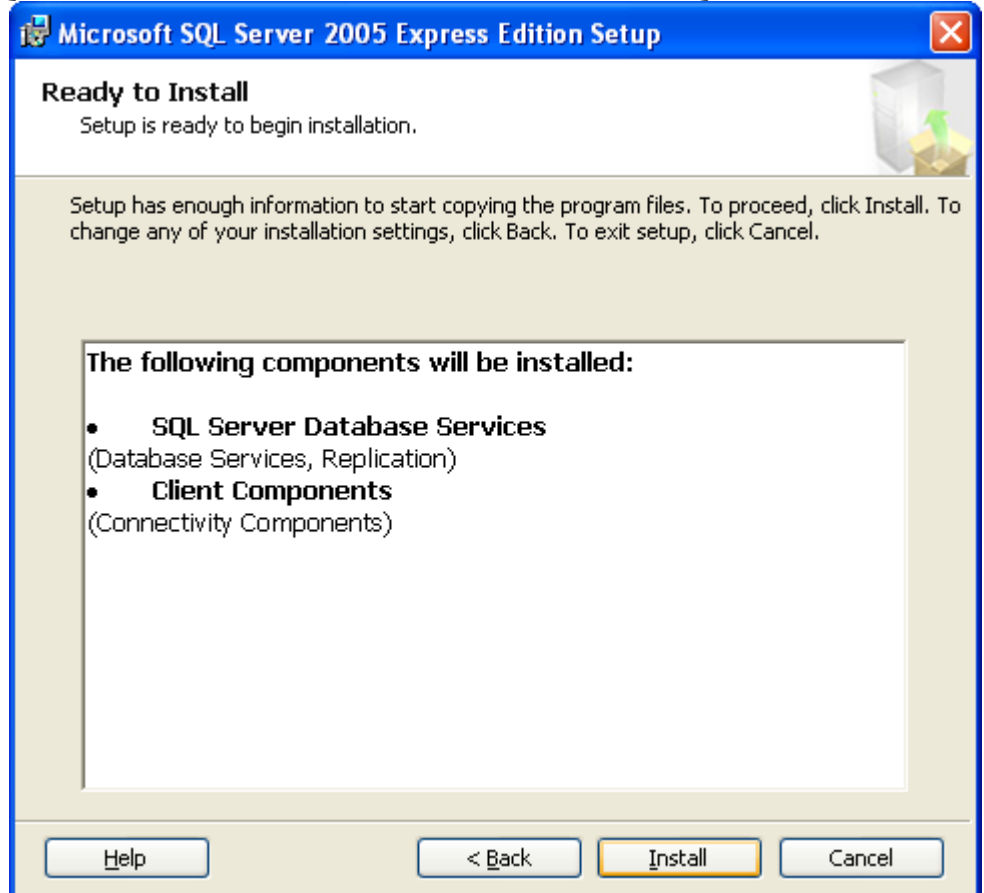 Microsoft SQL Server 2005 Express Edition Setup
Ready to Install
Setup is ready to begin installation.
Setup has enough information to start copying the program files. To proceed, click Install. To
change any of your installation settings, click Back. To exit setup, click Cancel.
The following components will be installed:
• SQL Server Database Services
(Database Services, Replication)
• Client Components
(Connectivity Components)
Help < Back Install Cancel